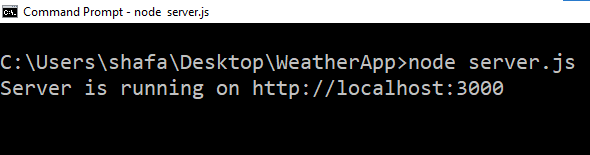 Command Prompt - node server.js
C:\Users\shafa\Desktop\WeatherApp>node server.js
Server is running on http://localhost:3000